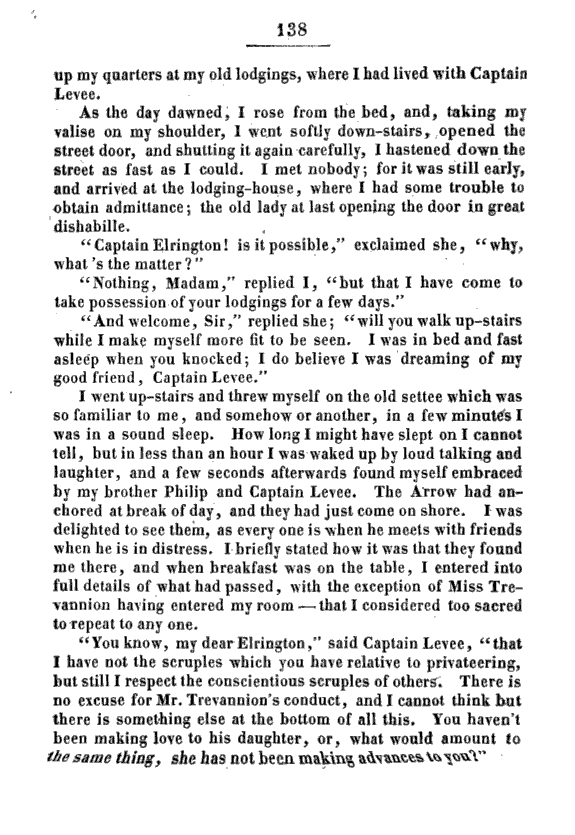 138
up my quarters at my old lodgings, where I had lived with Captain
Levee.
As the day dawned, I rose from the bed, and, taking my
valise on my shoulder, I went softly down-stairs, opened the
street door, and shutting it again carefully, I hastened down the
street as fast as I could. I met nobody; for it was still early,
and arrived at the lodging-house, where I had some trouble to
obtain admittance; the old lady at last opening the door in great
dishabille.
"Captain Elrington! is it possible," exclaimed she, "why,
what 's the matter?"
"Nothing, Madam," replied I, "but that I have come to
take possession of your lodgings for a few days."
"And welcome, Sir," replied she; "will you walk up-stairs
while I make myself more fit to be seen. I was in bed and fast
asleep when you knocked; I do believe I was dreaming of my
good friend, Captain Levee."
I went up-stairs and threw myself on the old settee which was
so familiar to me, and somehow or another, in a few minutes I
was in a sound sleep. How long I might have slept on I cannot
tell, but in less than an hour I was waked up by loud talking and
laughter, and a few seconds afterwards found myself embraced
by my brother Philip and Captain Levee. The Arrow had an-
chored at break of day, and they had just come on shore. I was
delighted to see them, as every one is when he meets with friends
when he is in distress. I briefly stated how it was that they found
me there, and when breakfast was on the table, I entered into
full details of what had passed, with the exception of Miss Tre-
vannion having entered my room — that I considered too sacred
to repeat to any one.
"You know, my dear Elrington," said Captain Levee, "that
I have not the scruples which you have relative to privateering,
but still I respect the conscientious scruples of others. There is
no excuse for Mr. Trevannion's conduct, and I cannot think but
there is something else at the bottom of all this. You haven't
been making love to his daughter, or, what would amount to
the same thing, she has not been making advances to you?"